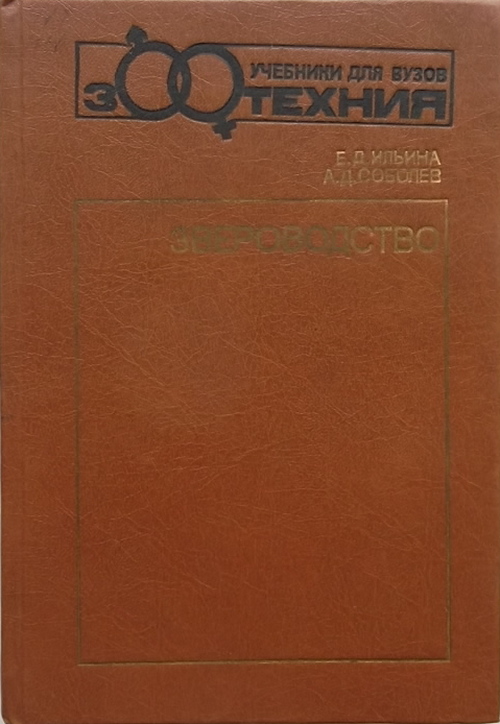 УЧЕБНИКИ ДЛЯ ВУЗОВ
ЗООТЕХНИЯ
Е.Д.ИЛЬИНА
А.Д.СОБОЛЕВ
ЗВЕРОВОДСТВО